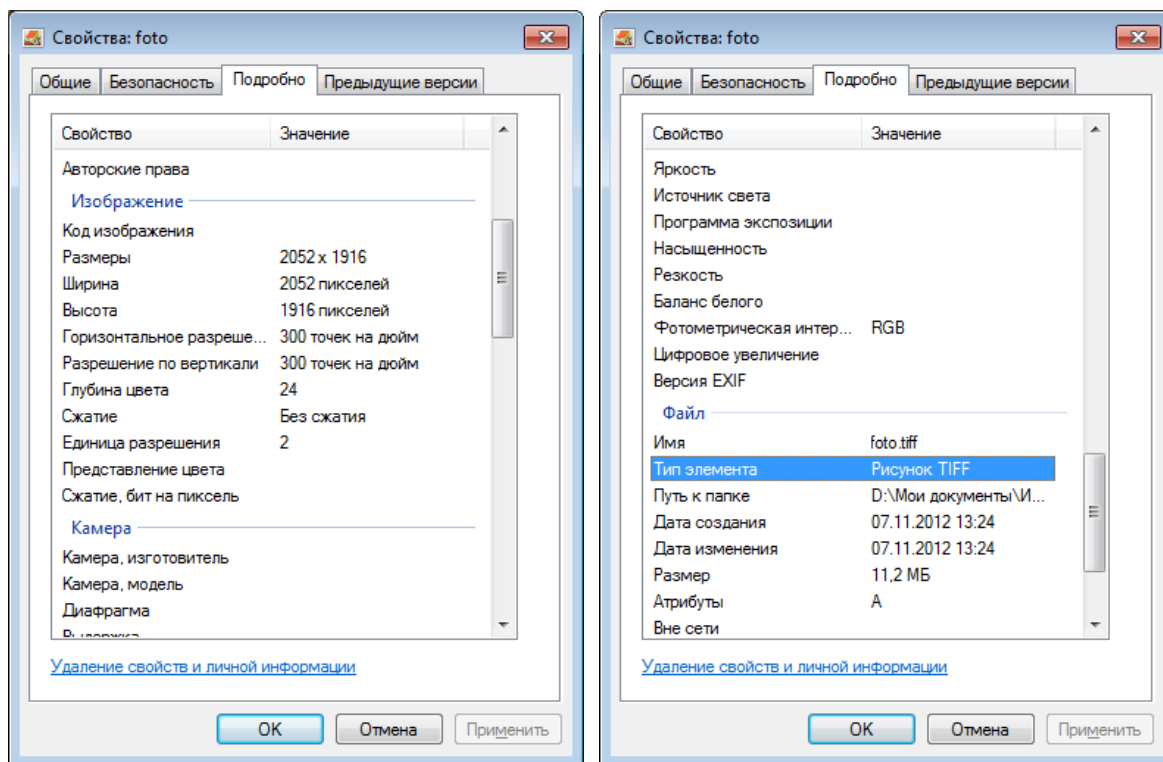 Свойства: foto
Общие Безопасность Подробно Предыдущие версии
Свойство Значение
Авторские права
Изображение
Код изображения
Размеры 2052 x 1916
Ширина 2052 пикселей
Высота 1916 пикселей
Горизонтальное разреше... 300 точек на дюйм
Разрешение по вертикали 300 точек на дюйм
Глубина цвета 24
Сжатие Без сжатия
Единица разрешения 2
Представление цвета
Сжатие, бит на пиксель
Камера
Камера, изготовитель
Камера, модель
Диафрагма
Удаление свойств и личной информации
ОК Отмена Применить
Свойства: foto
Общие Безопасность Подробно Предыдущие версии
Свойство Значение
Яркость
Источник света
Программа экспозиции
Насыщенность
Резкость
Баланс белого
Фотометрическая интер... RGB
Цифровое увеличение
Версия EXIF
Файл
Имя foto.tiff
Тип элемента Рисунок TIFF
Путь к папке D:\Мои документы\И...
Дата создания 07.11.2012 13:24
Дата изменения 07.11.2012 13:24
Размер 11,2 МБ
Атрибуты A
Вне сети
Удаление свойств и личной информации
ОК Отмена Применить